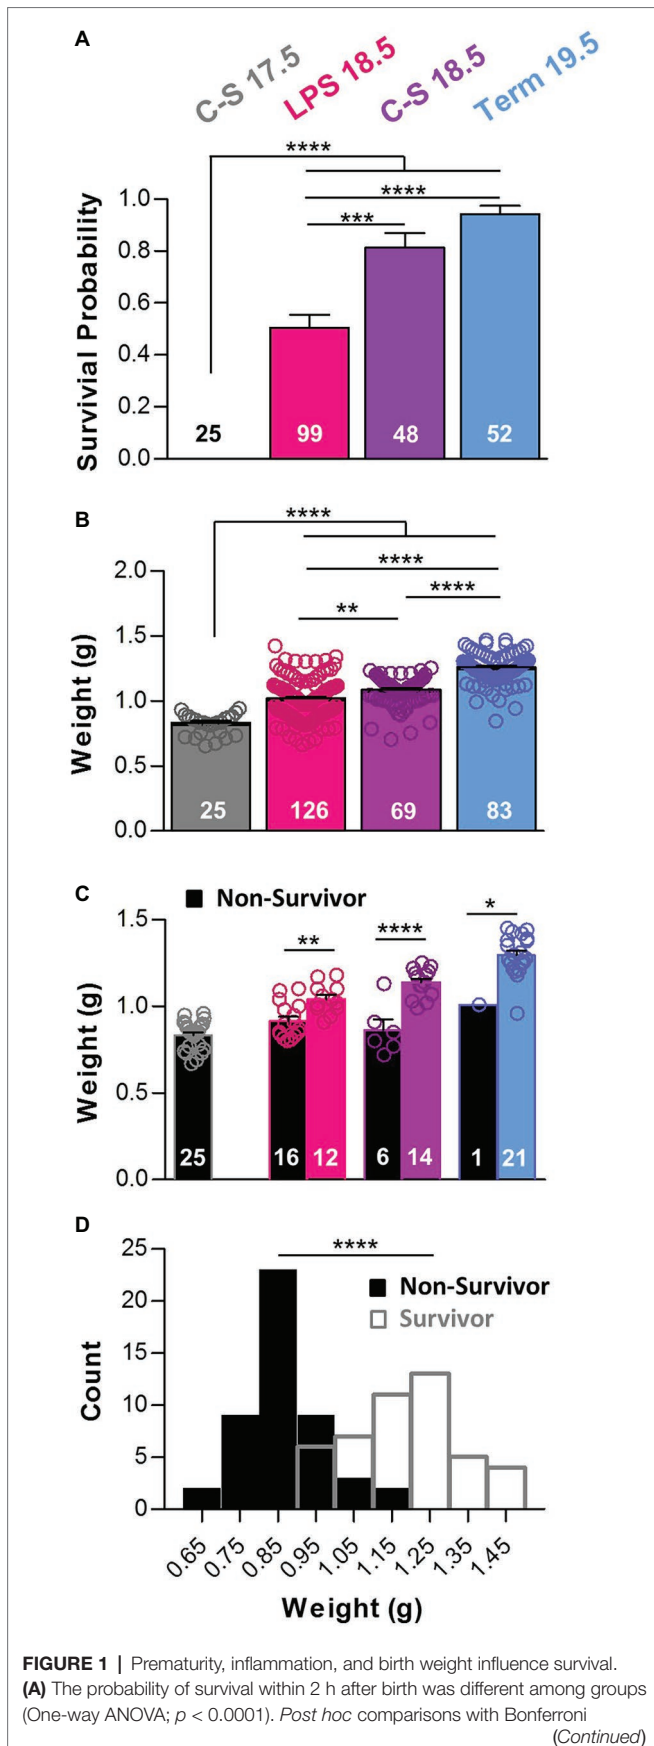 A
C-S 17.5
LPS 18.5
C-S 18.5
Term 19.5
****
****
***
Survivial Probability
1.0
0.8
0.6
0.4
0.2
0.0
25
99
48
52
B
****
****
****
**
Weight (g)
2.0
1.5
1.0
0.5
0.0
25
126
69
83
C
Non-Survivor
*
****
**
Weight (g)
1.5
1.0
0.5
0.0
25
16
12
6
14
1
21
D
****
Non-Survivor
Survivor
Count
25
20
15
10
5
0
0.65
0.75
0.85
0.95
1.05
1.15
1.25
1.35
1.45
Weight (g)
FIGURE 1 | Prematurity, inflammation, and birth weight influence survival.
(A) The probability of survival within 2 h after birth was different among groups
(One-way ANOVA; p < 0.0001). Post hoc comparisons with Bonferroni
(Continued)